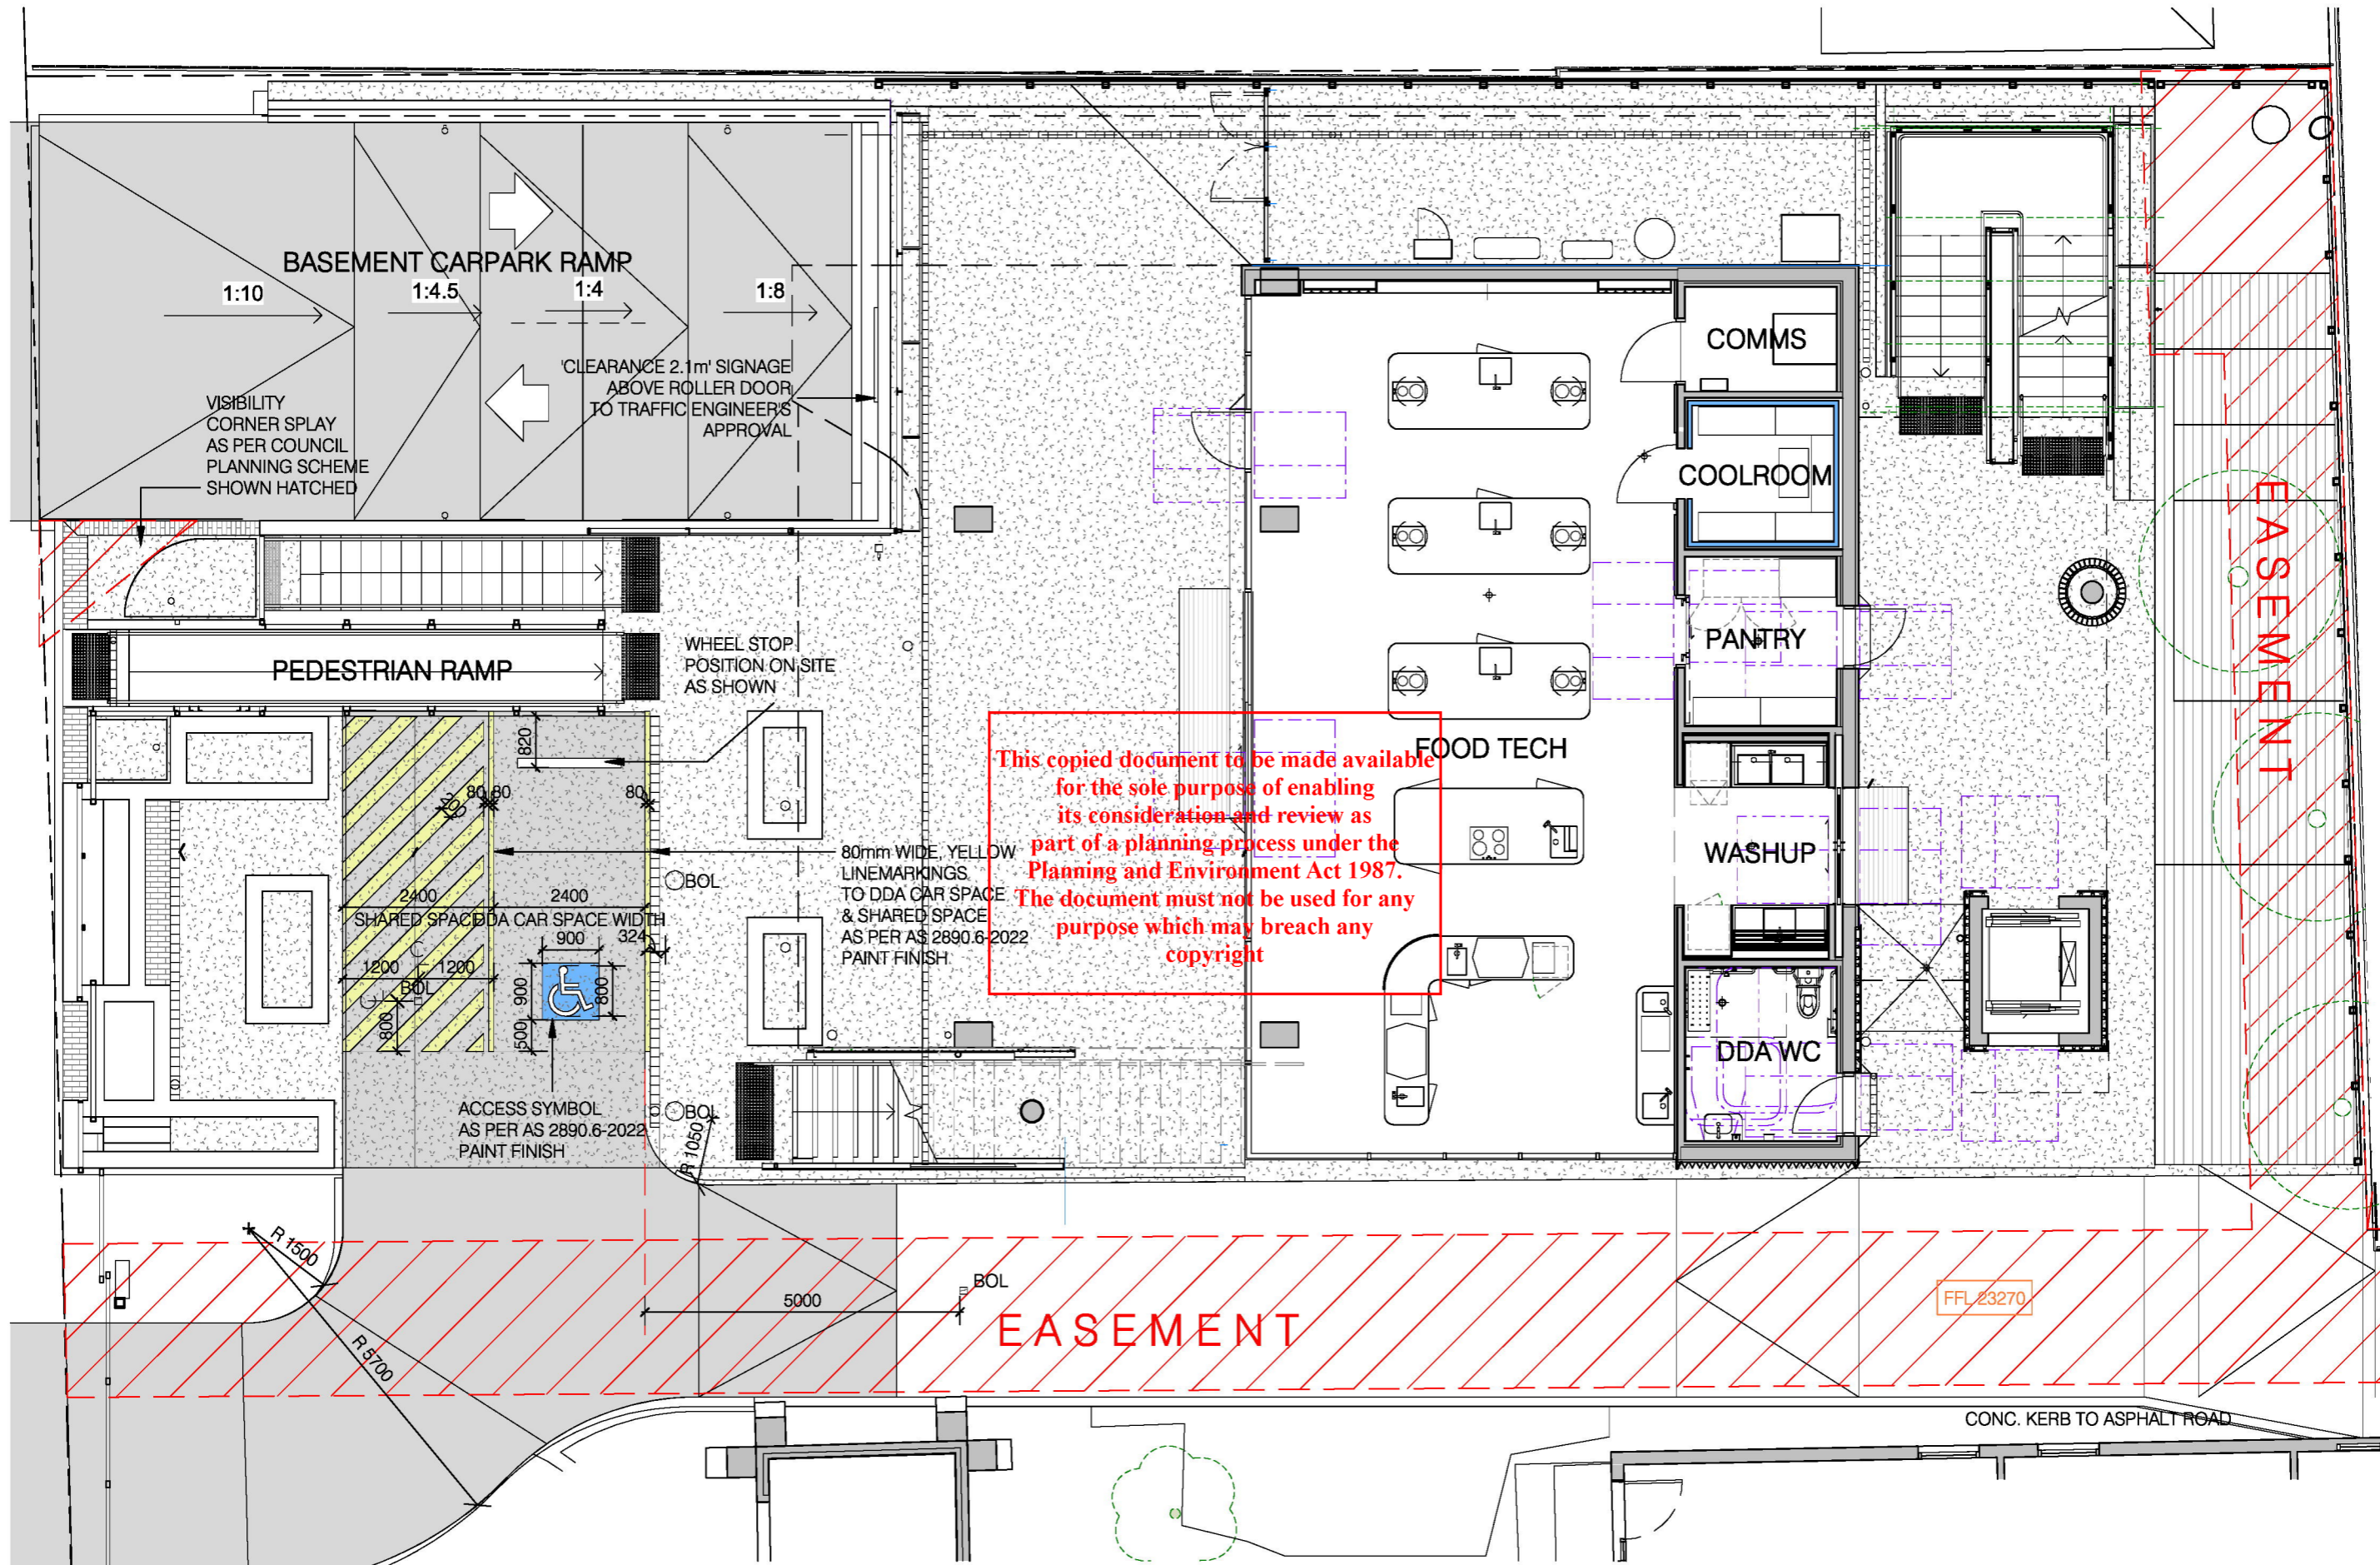 BASEMENT CARPARK RAMP
1:10
1:4.5
1:4
1:8
'CLEARANCE 2.1m' SIGNAGE
ABOVE ROLLER DOOR
TO TRAFFIC ENGINEER'S
APPROVAL
VISIBILITY
CORNER SPLAY
AS PER COUNCIL
PLANNING SCHEME
SHOWN HATCHED
COMMS
COOLROOM
PANTRY
FOOD TECH
WASHUP
DDA WC
PEDESTRIAN RAMP
WHEEL STOP
POSITION ON SITE
AS SHOWN
820
200
80
80
80
80mm WIDE, YELLOW
LINEMARKINGS
TO DDA CAR SPACE
& SHARED SPACE
AS PER AS 2890.6-2022
PAINT FINISH
BOL
2400
2400
SHARED SPACE
DDA CAR SPACE WIDTH
900
324
1200
1200
BOL
900
800
800
500
ACCESS SYMBOL
AS PER AS 2890.6-2022
PAINT FINISH
BOL
R 1050
This copied document to be made available
for the sole purpose of enabling
its consideration and review as
part of a planning process under the
Planning and Environment Act 1987.
The document must not be used for any
purpose which may breach any
copyright
EASEMENT
R 1500
R 5700
5000
BOL
EASEMENT
FFL 23270
CONC. KERB TO ASPHALT ROAD